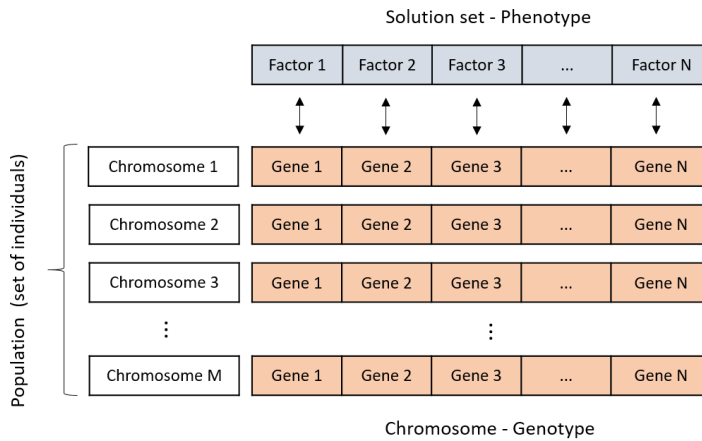 Solution set - Phenotype
Factor 1 Factor 2 Factor 3 ... Factor N
Population (set of individuals)
Chromosome 1 Gene 1 Gene 2 Gene 3 ... Gene N
Chromosome 2 Gene 1 Gene 2 Gene 3 ... Gene N
Chromosome 3 Gene 1 Gene 2 Gene 3 ... Gene N
⋮ ⋮
Chromosome M Gene 1 Gene 2 Gene 3 ... Gene N
Chromosome - Genotype